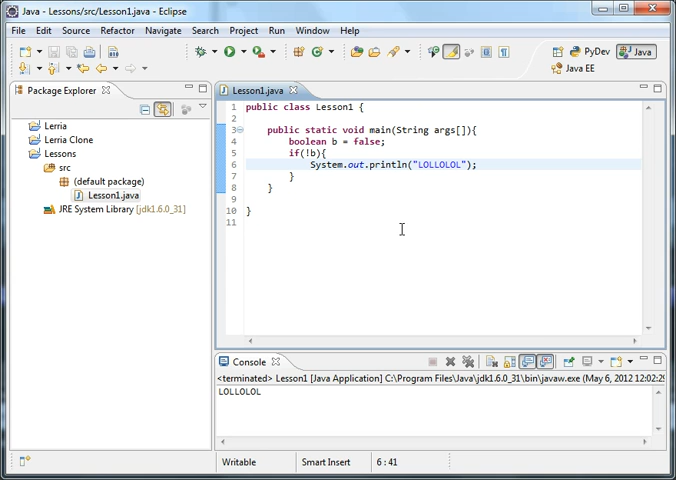 Java - Lessons/src/Lesson1.java - Eclipse
File Edit Source Refactor Navigate Search Project Run Window Help
PyDev Java
Java EE
Package Explorer
Lerria
Lerria Clone
Lessons
src
(default package)
Lesson1.java
JRE System Library [jdk1.6.0_31]
Lesson1.java
1 public class Lesson1 {
2
3 public static void main(String args[]){
4 boolean b = false;
5 if(!b){
6 System.out.println("LOLLOLOL");
7 }
8 }
9
10 }
11
Console
<terminated> Lesson1 [Java Application] C:\Program Files\Java\jdk1.6.0_31\bin\javaw.exe (May 6, 2012 12:02:29
LOLLOLOL
Writable Smart Insert 6 : 41